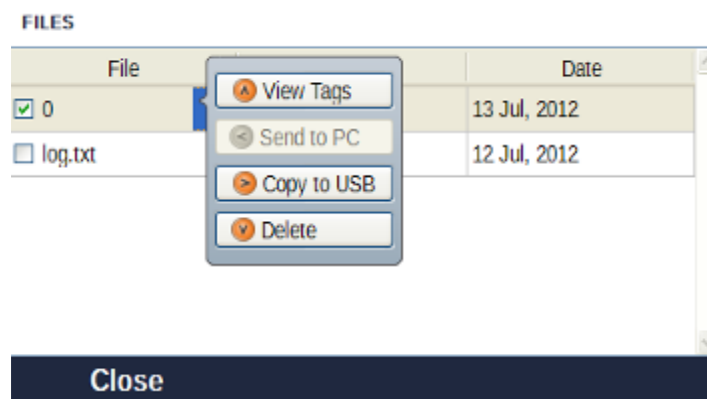 FILES
File Date
0 13 Jul, 2012
log.txt 12 Jul, 2012
View Tags
Send to PC
Copy to USB
Delete
Close